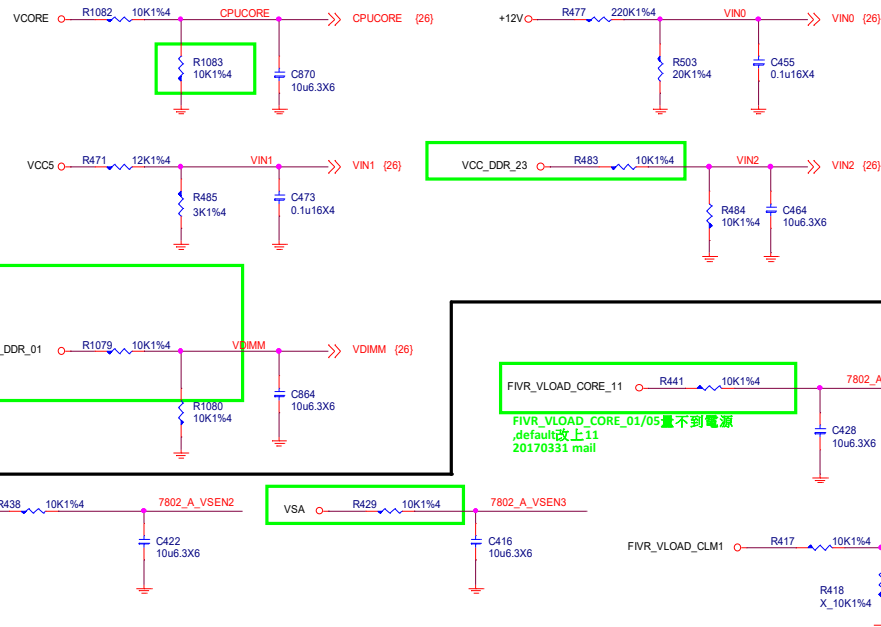 VCORE R1082 10K1%4 CPUCORE CPUCORE {26}
R1083
10K1%4
C870
10u6.3X6
+12V R477 220K1%4 VIN0 VIN0 {26}
R503
20K1%4
C455
0.1u16X4
VCC5 R471 12K1%4 VIN1 VIN1 {26}
R485
3K1%4
C473
0.1u16X4
VCC_DDR_23 R483 10K1%4 VIN2 VIN2 {26}
R484
10K1%4
C464
10u6.3X6
_DDR_01 R1079 10K1%4 VDIMM VDIMM {26}
R1080
10K1%4
C864
10u6.3X6
FIVR_VLOAD_CORE_11 R441 10K1%4 7802_A
FIVR_VLOAD_CORE_01/05量不到電源
,default改上11
20170331 mail
C428
10u6.3X6
R438 10K1%4 7802_A_VSEN2
C422
10u6.3X6
VSA R429 10K1%4 7802_A_VSEN3
C416
10u6.3X6
FIVR_VLOAD_CLM1 R417 10K1%4
R418
X_10K1%4